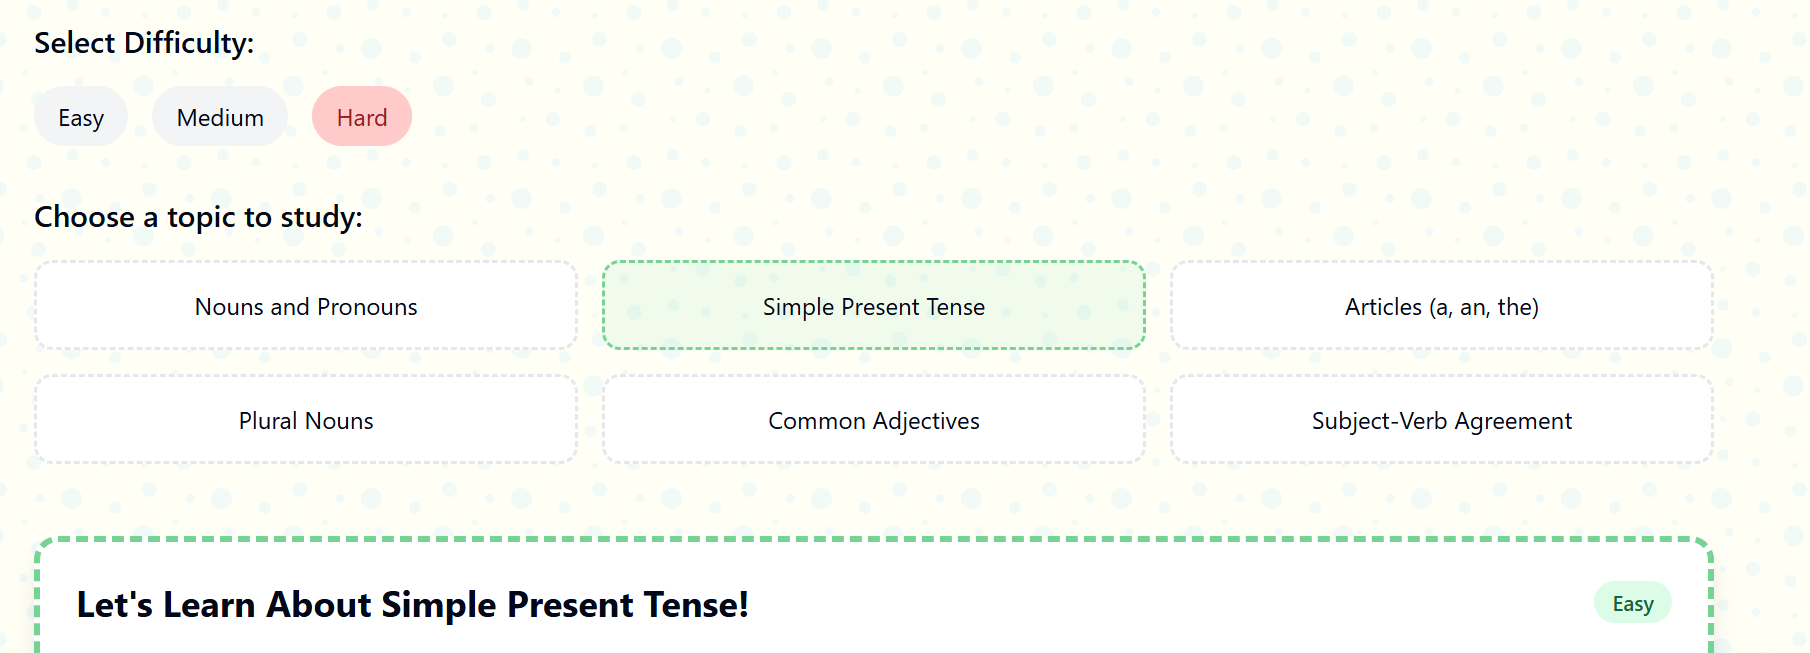 Select Difficulty:
Easy
Medium
Hard
Choose a topic to study:
Nouns and Pronouns
Simple Present Tense
Articles (a, an, the)
Plural Nouns
Common Adjectives
Subject-Verb Agreement
Let's Learn About Simple Present Tense!
Easy